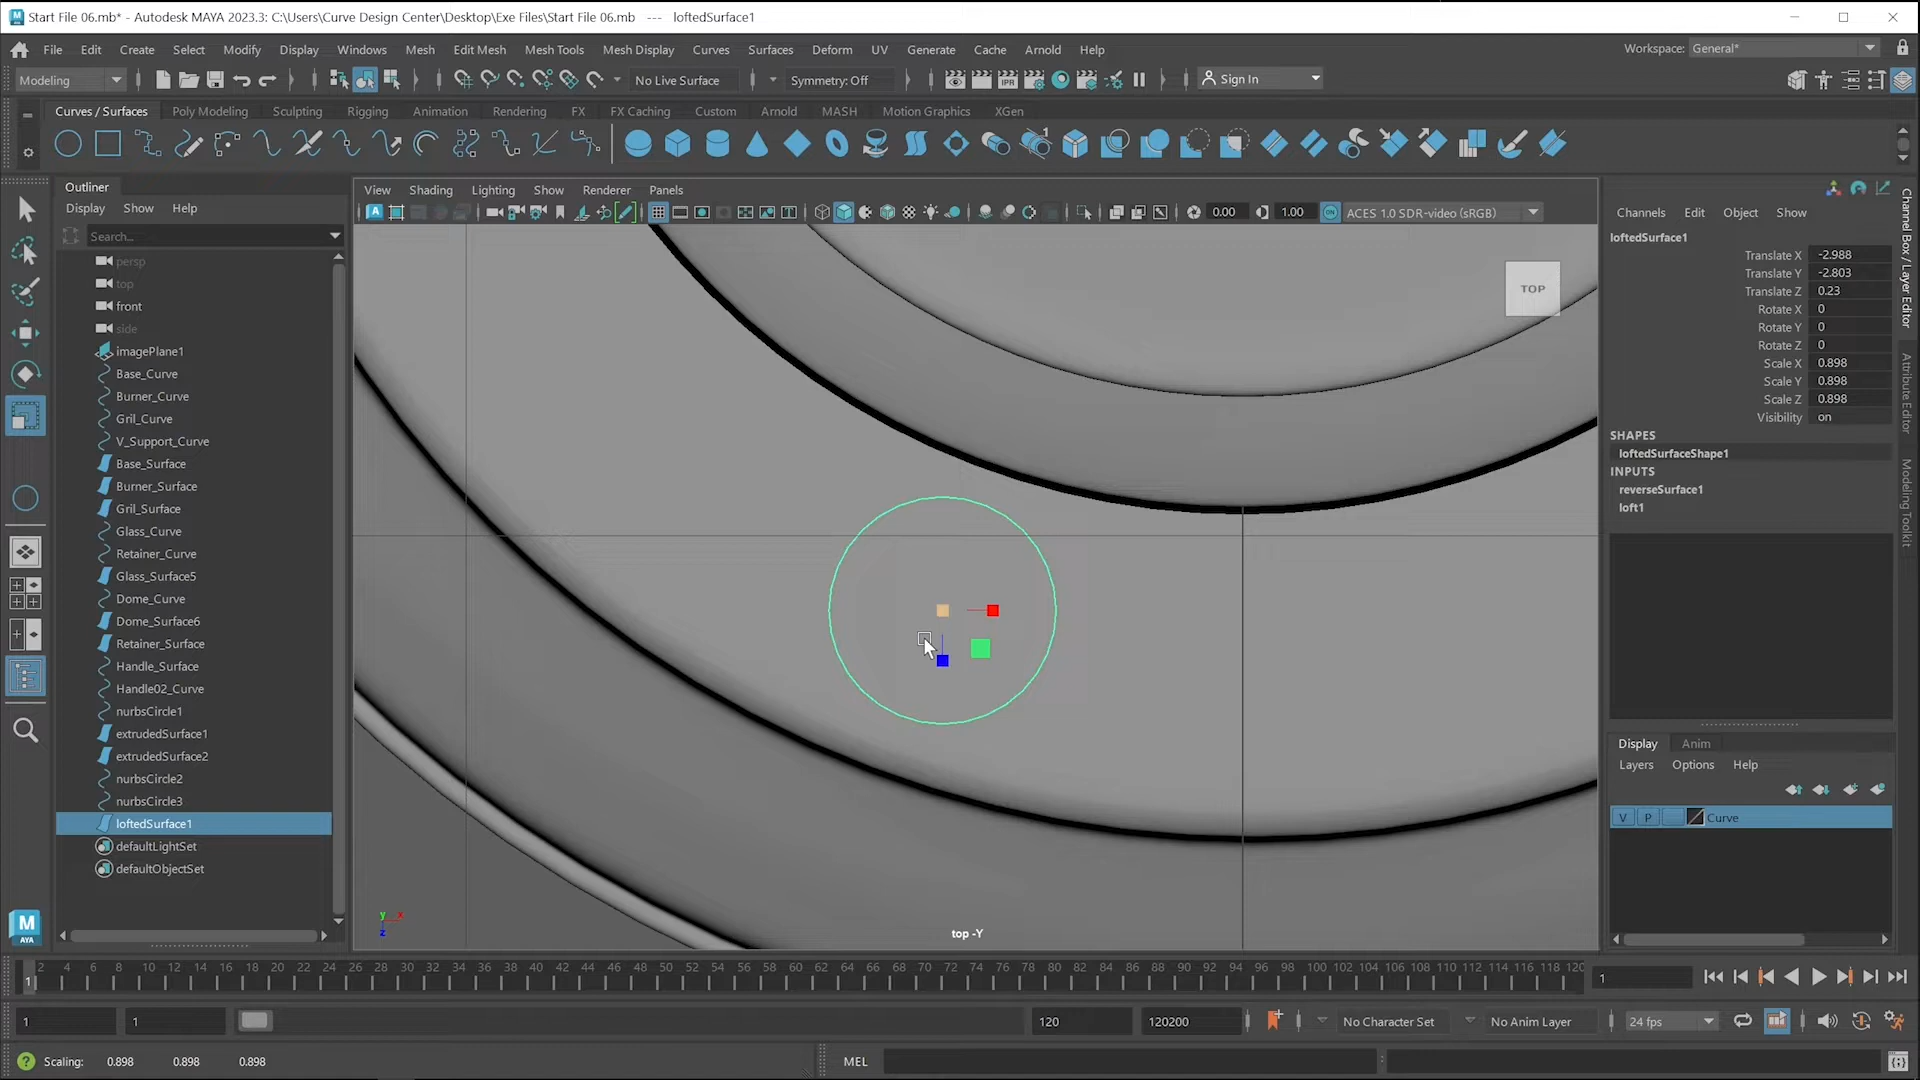 Start File 06.mb* - Autodesk MAYA 2023.3: C:\Users\Curve Design Center\Desktop\Exe Files\Start File 06.mb --- loftedSurface1
File Edit Create Select Modify Display Windows Mesh Edit Mesh Mesh Tools Mesh Display Curves Surfaces Deform UV Generate Cache Arnold Help
Workspace: General*
Modeling
No Live Surface
Symmetry: Off
IPR
Sign In
Curves / Surfaces Poly Modeling Sculpting Rigging Animation Rendering FX FX Caching Custom Arnold MASH Motion Graphics XGen
Outliner
Display Show Help
Search...
persp
top
front
side
imagePlane1
Base_Curve
Burner_Curve
Gril_Curve
V_Support_Curve
Base_Surface
Burner_Surface
Gril_Surface
Glass_Curve
Retainer_Curve
Glass_Surface5
Dome_Curve
Dome_Surface6
Retainer_Surface
Handle_Surface
Handle02_Curve
nurbsCircle1
extrudedSurface1
extrudedSurface2
nurbsCircle2
nurbsCircle3
loftedSurface1
defaultLightSet
defaultObjectSet
M
AYA
View Shading Lighting Show Renderer Panels
0.00
1.00
ACES 1.0 SDR-video (sRGB)
TOP
y x
z
top -Y
Channels Edit Object Show
loftedSurface1
Translate X -2.988
Translate Y -2.803
Translate Z 0.23
Rotate X 0
Rotate Y 0
Rotate Z 0
Scale X 0.898
Scale Y 0.898
Scale Z 0.898
Visibility on
SHAPES
loftedSurfaceShape1
INPUTS
reverseSurface1
loft1
Channel Box / Layer Editor
Attribute Editor
Modeling Toolkit
Display Anim
Layers Options Help
V P Curve
1 2 4 6 8 10 12 14 16 18 20 22 24 26 28 30 32 34 36 38 40 42 44 46 48 50 52 54 56 58 60 62 64 66 68 70 72 74 76 78 80 82 84 86 88 90 92 94 96 98 100 102 104 106 108 110 112 114 116 118 120
1
1
1
120
120200
No Character Set
No Anim Layer
24 fps
Scaling: 0.898 0.898 0.898
MEL